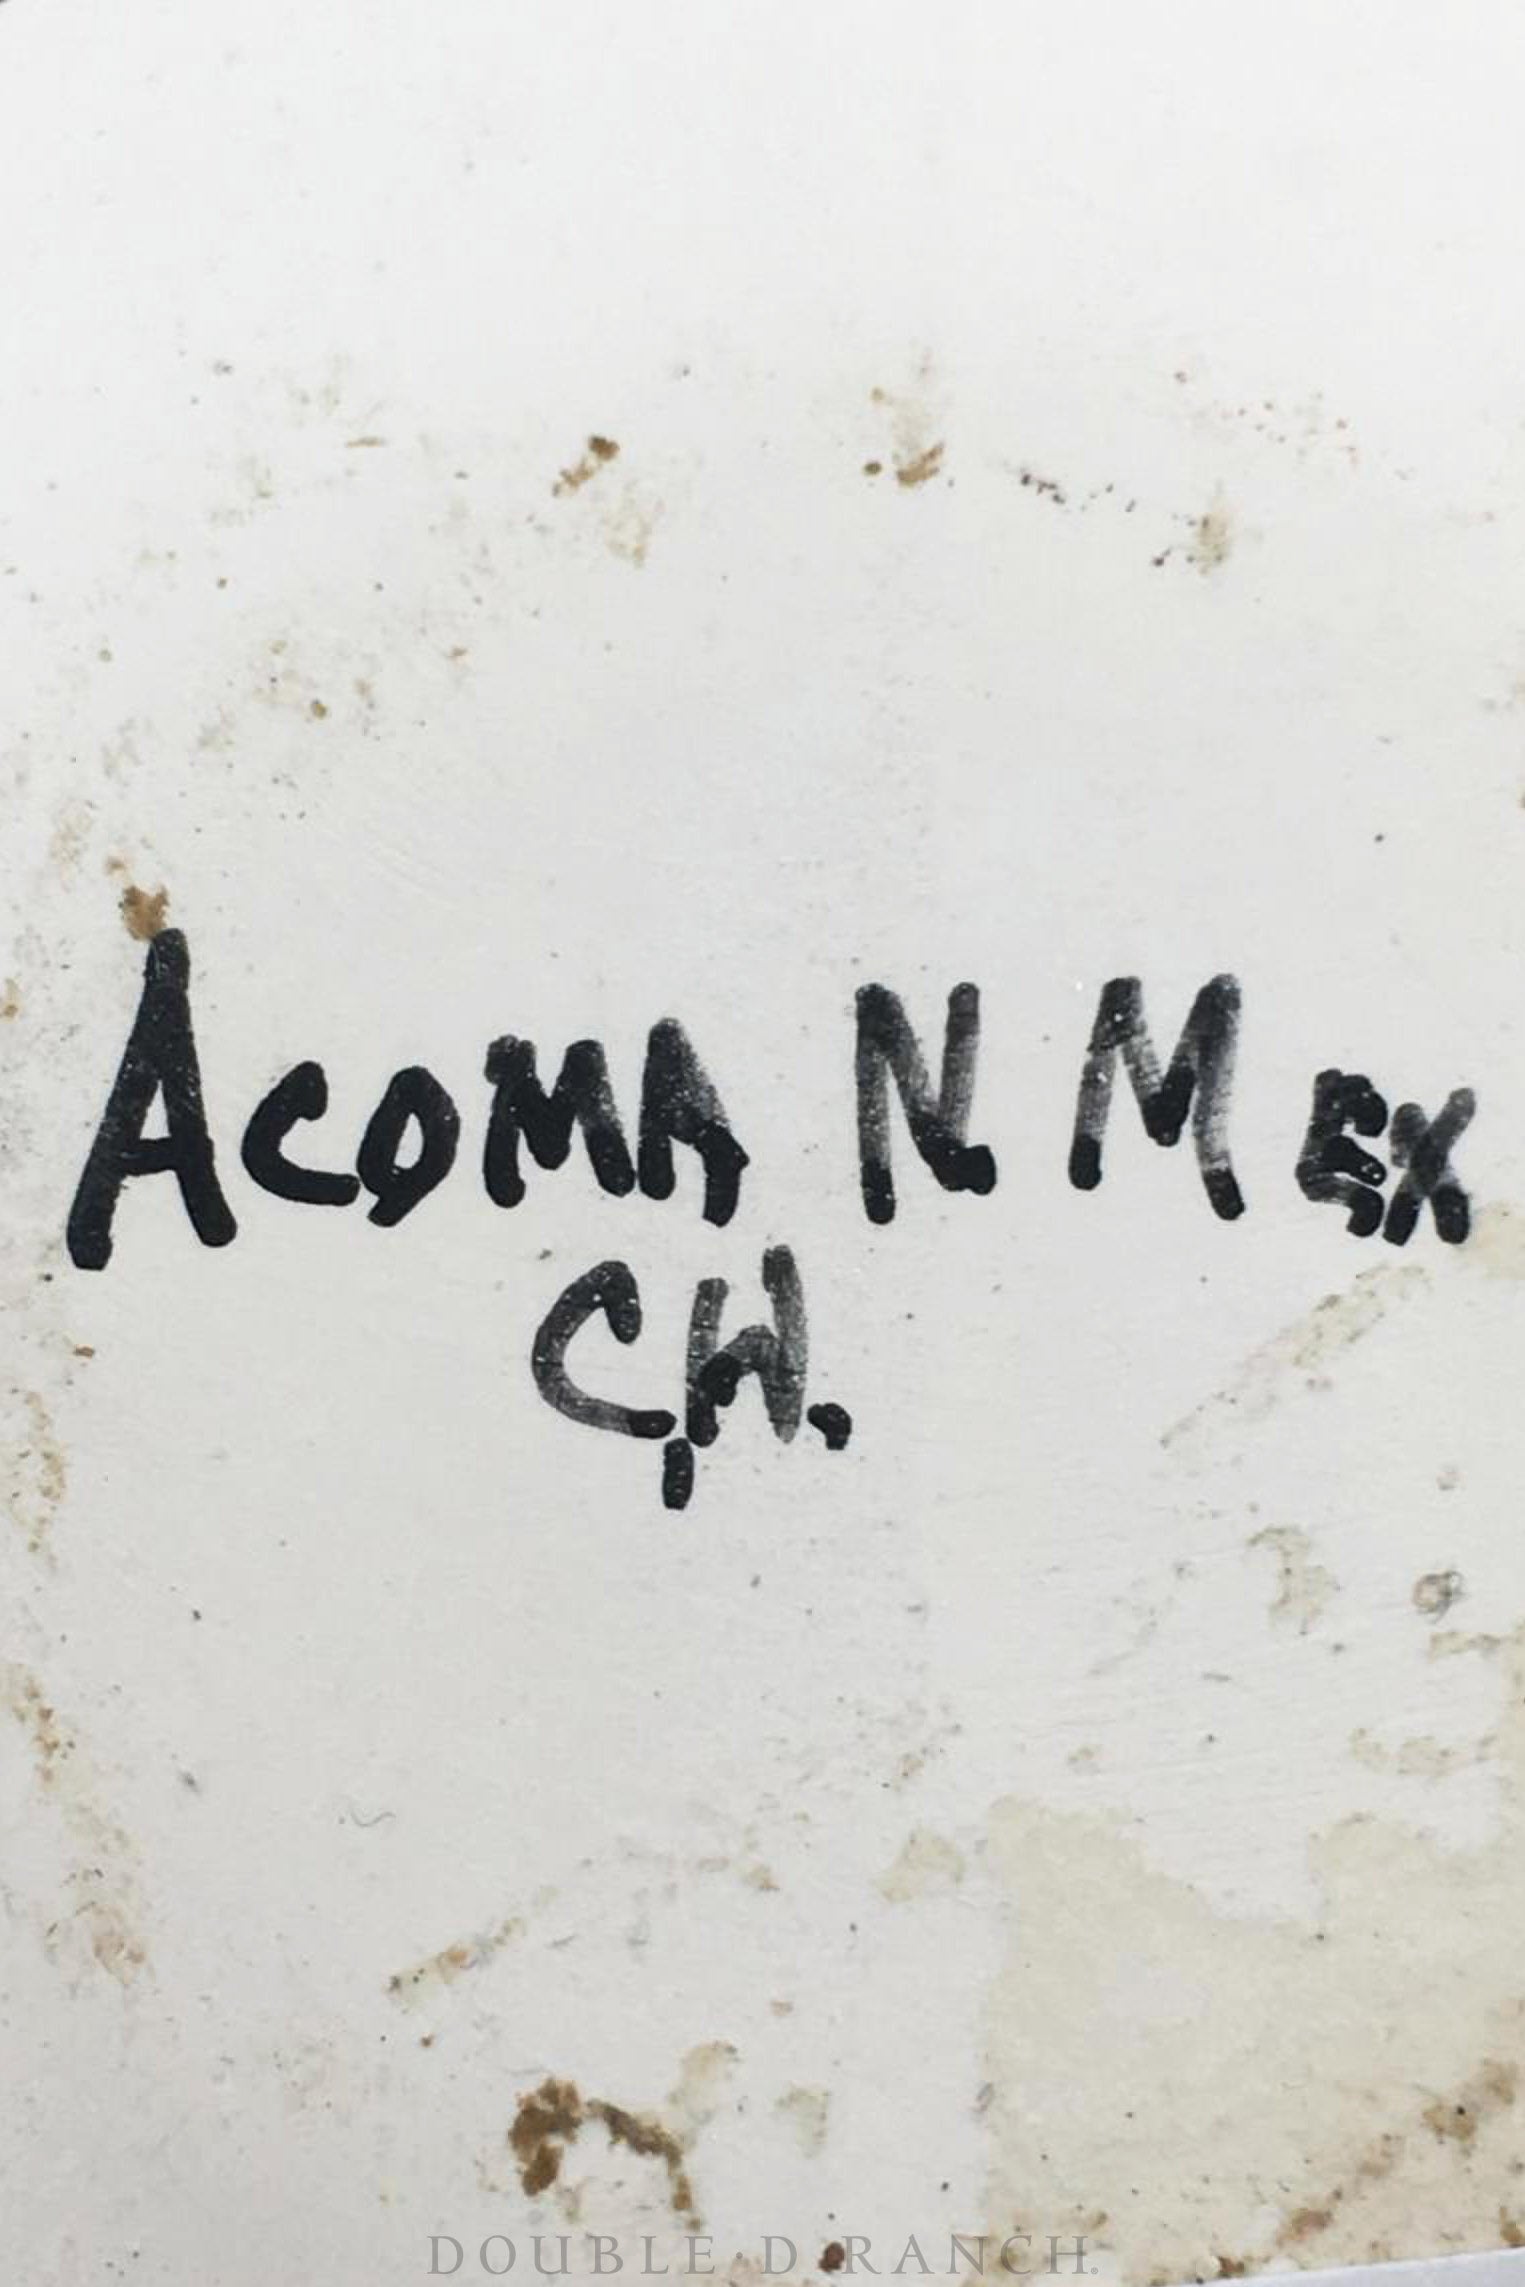 ACOMA N MEX
C,H.
DOUBLE D RANCH®